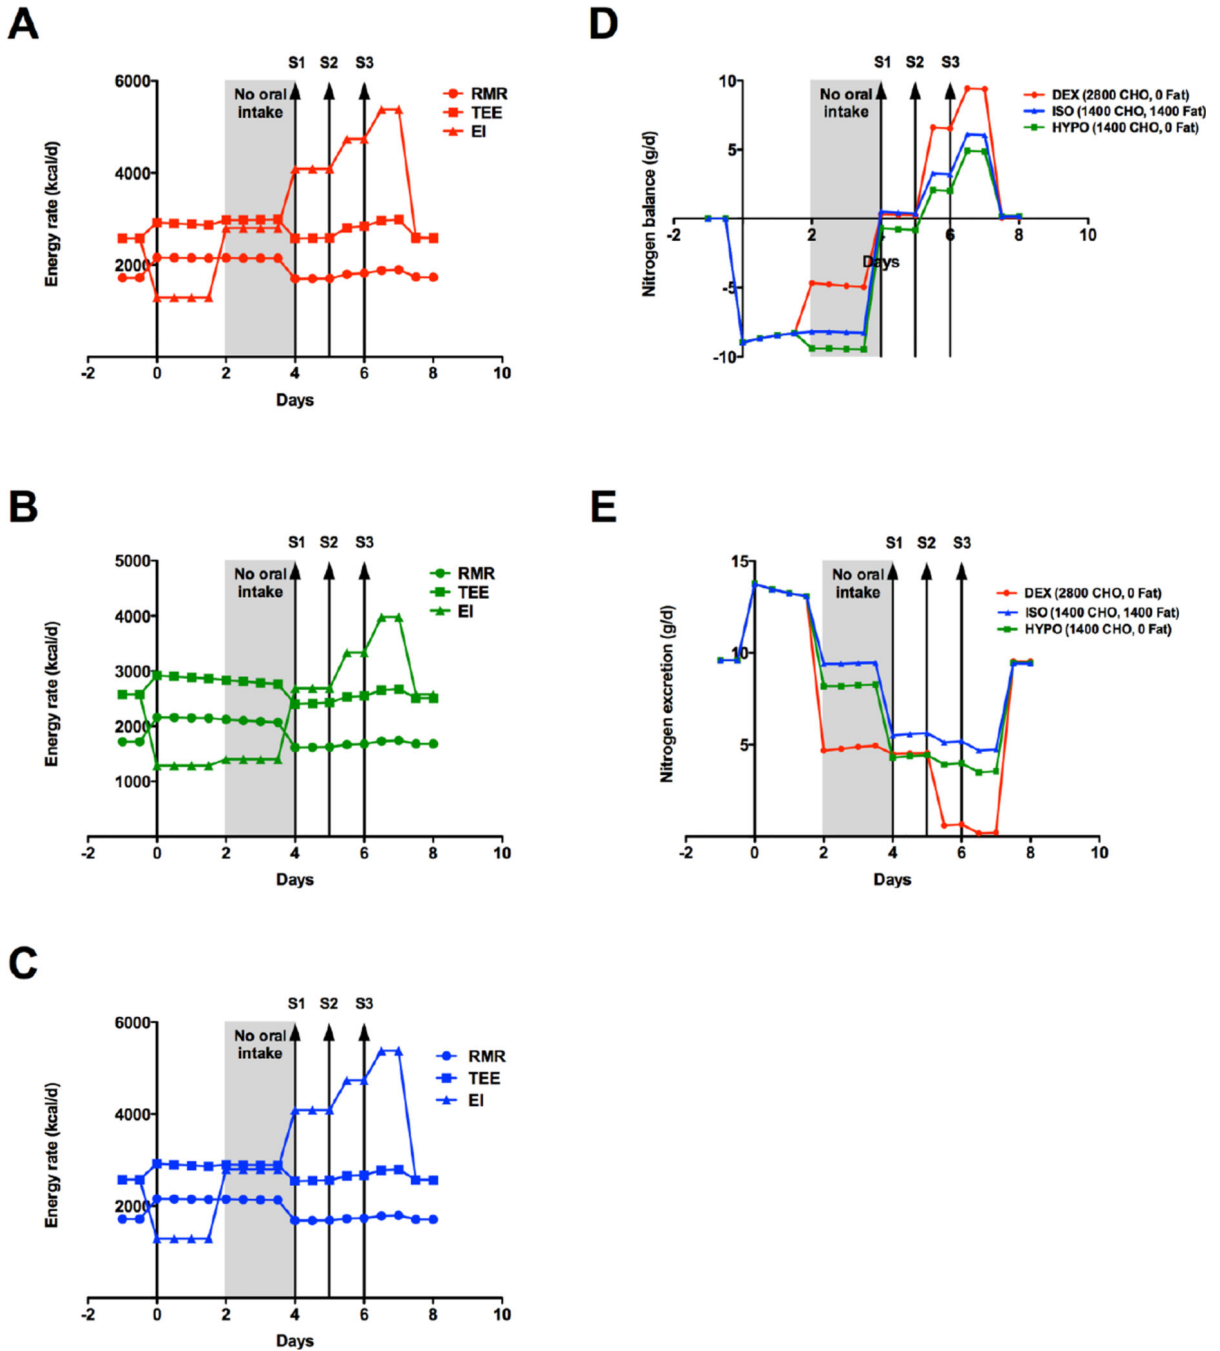 A
S1 S2 S3
6000
4000
2000
Energy rate (kcal/d)
No oral
intake
RMR
TEE
EI
-2 0 2 4 6 8 10
Days
D
S1 S2 S3
10
5
-5
-10
Nitrogen balance (g/d)
No oral
intake
DEX (2800 CHO, 0 Fat)
ISO (1400 CHO, 1400 Fat)
HYPO (1400 CHO, 0 Fat)
-2 2 4 6 8 10
Days
B
S1 S2 S3
5000
4000
3000
2000
1000
Energy rate (kcal/d)
No oral
intake
RMR
TEE
EI
-2 0 2 4 6 8 10
Days
E
S1 S2 S3
15
10
5
Nitrogen excretion (g/d)
No oral
intake
DEX (2800 CHO, 0 Fat)
ISO (1400 CHO, 1400 Fat)
HYPO (1400 CHO, 0 Fat)
-2 0 2 4 6 8 10
Days
C
S1 S2 S3
6000
4000
2000
Energy rate (kcal/d)
No oral
intake
RMR
TEE
EI
-2 0 2 4 6 8 10
Days